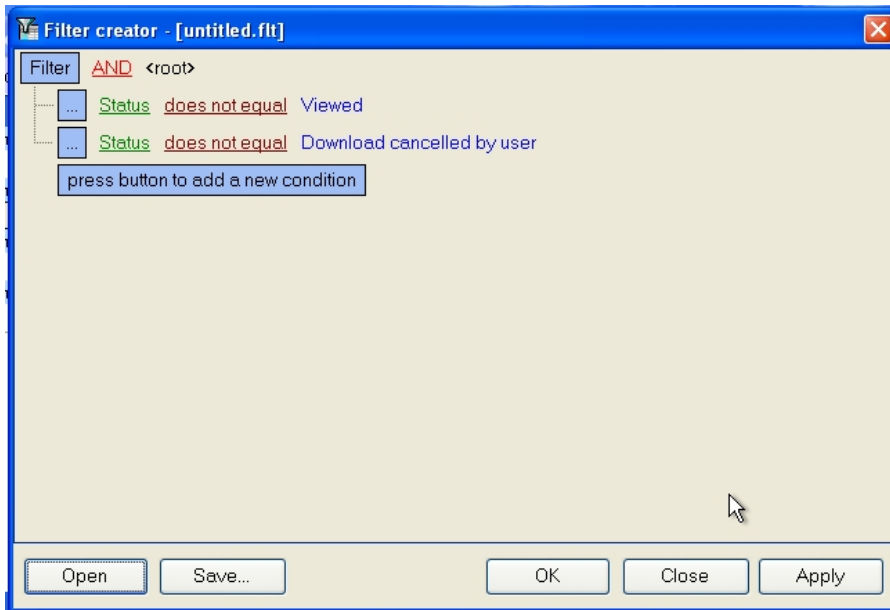 Filter creator - [untitled.flt]
Filter AND <root>
... Status does not equal Viewed
... Status does not equal Download cancelled by user
press button to add a new condition
Open Save... OK Close Apply